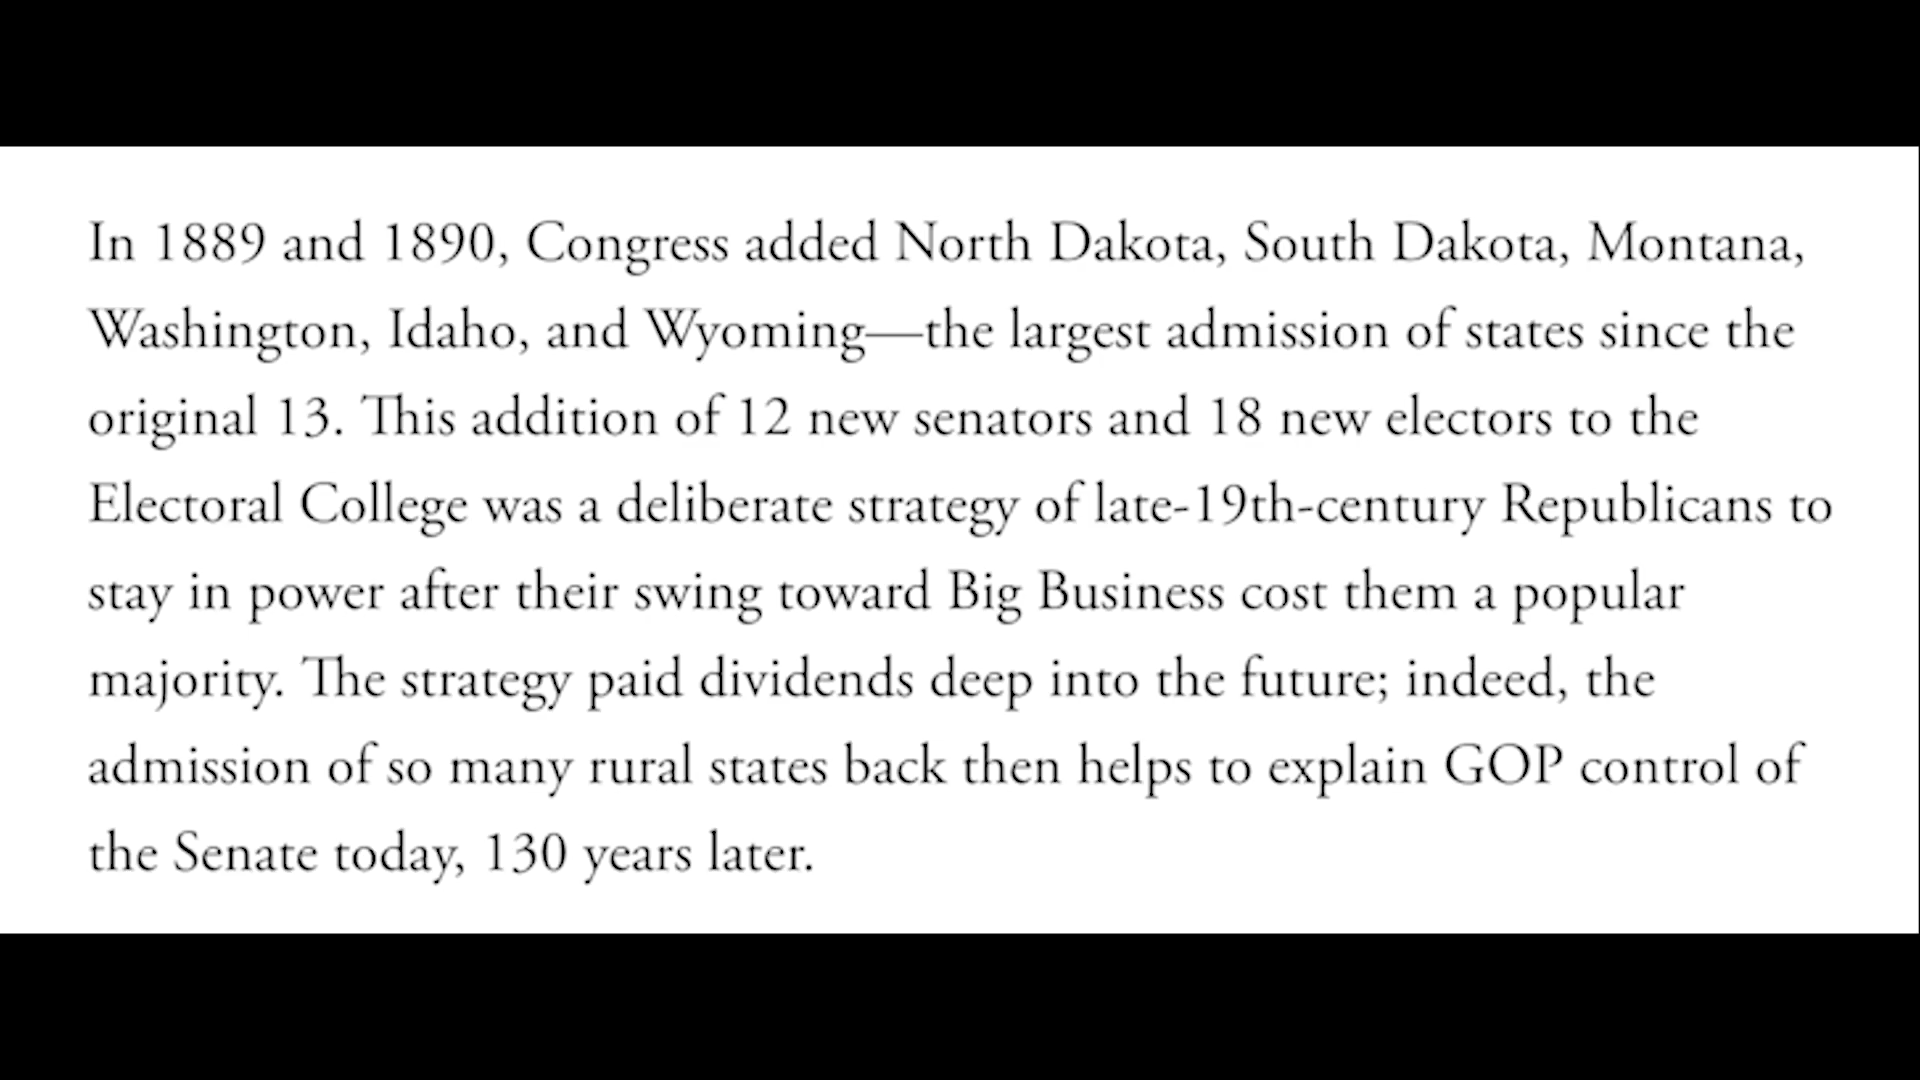 In 1889 and 1890, Congress added North Dakota, South Dakota, Montana,
Washington, Idaho, and Wyoming—the largest admission of states since the
original 13. This addition of 12 new senators and 18 new electors to the
Electoral College was a deliberate strategy of late-19th-century Republicans to
stay in power after their swing toward Big Business cost them a popular
majority. The strategy paid dividends deep into the future; indeed, the
admission of so many rural states back then helps to explain GOP control of
the Senate today, 130 years later.